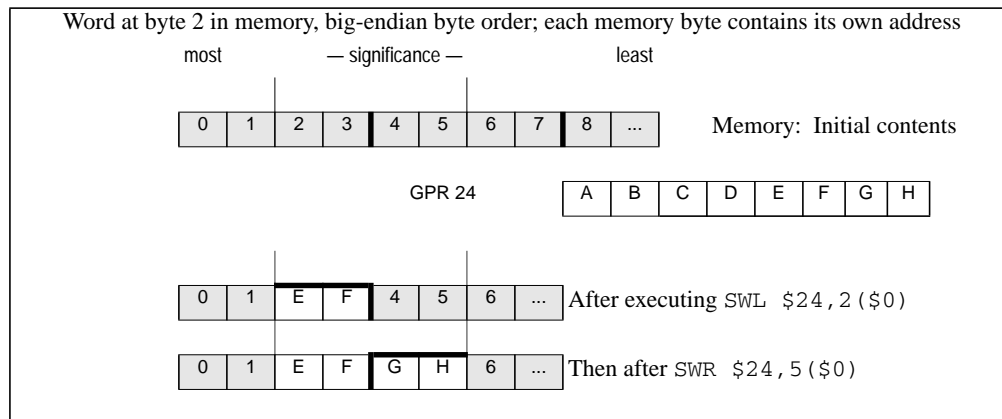 Word at byte 2 in memory, big-endian byte order; each memory byte contains its own address
most — significance — least
0 1 2 3 4 5 6 7 8 ... Memory: Initial contents
GPR 24 A B C D E F G H
0 1 E F 4 5 6 ... After executing SWL $24,2($0)
0 1 E F G H 6 ... Then after SWR $24,5($0)